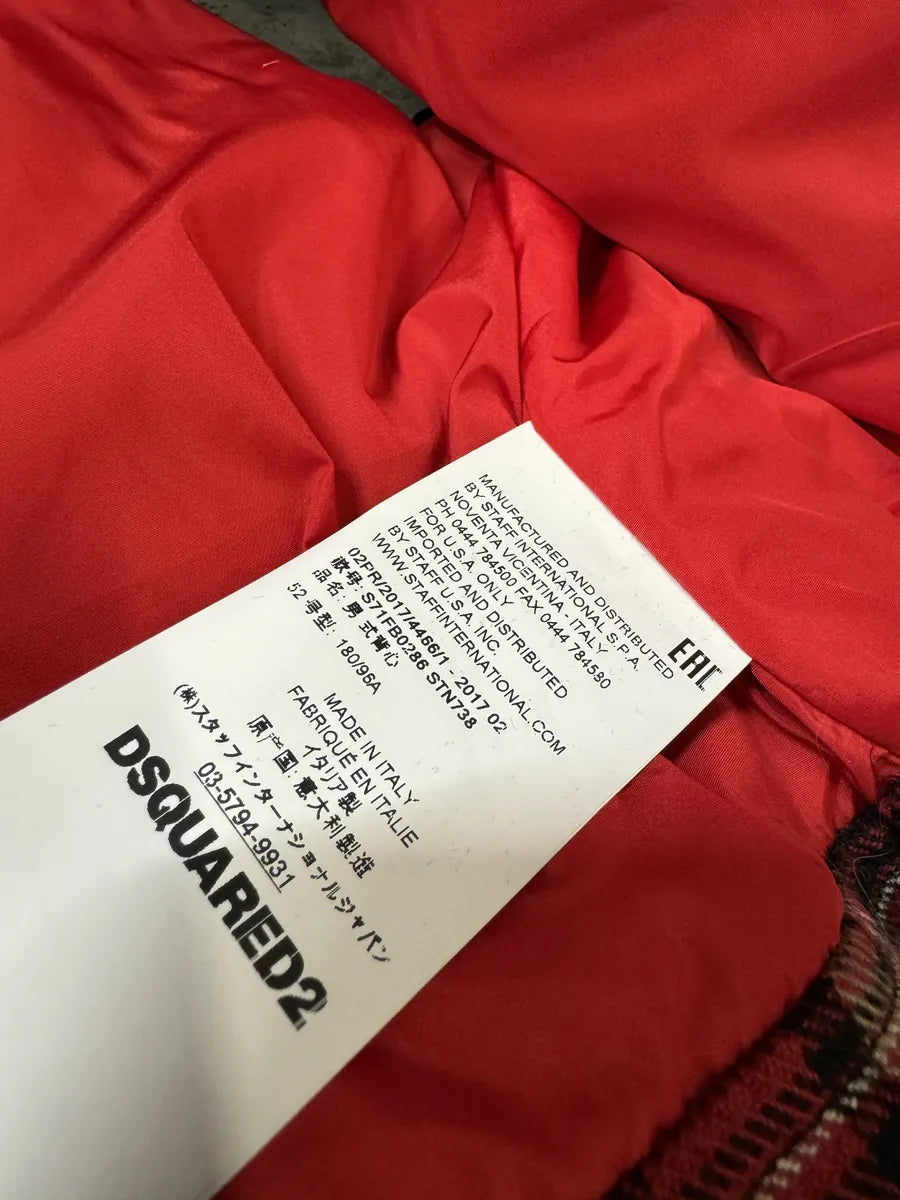 MANUFACTURED AND DISTRIBUTED
BY STAFF INTERNATIONAL S.P.A.
NOVENTA VICENTINA ITALY
PH 0444 784500 FAX 0444 784580
FOR U.S.A. ONLY
IMPORTED AND DISTRIBUTED
BY STAFF U.S.A. INC.
WWW.STAFFINTERNATIONAL.COM
EAC
02FR/2017/4466/1 - 2017 02
款号: S71FB0286 STN738
品名: 男式背心
52 号型: 180/96A
MADE IN ITALY
FABRIQUÉ EN ITALIE
イタリア製
原产国: 意大利製造
(株)スタッフインターナショナルジャパン
03-5794-9931
DSQUARED2